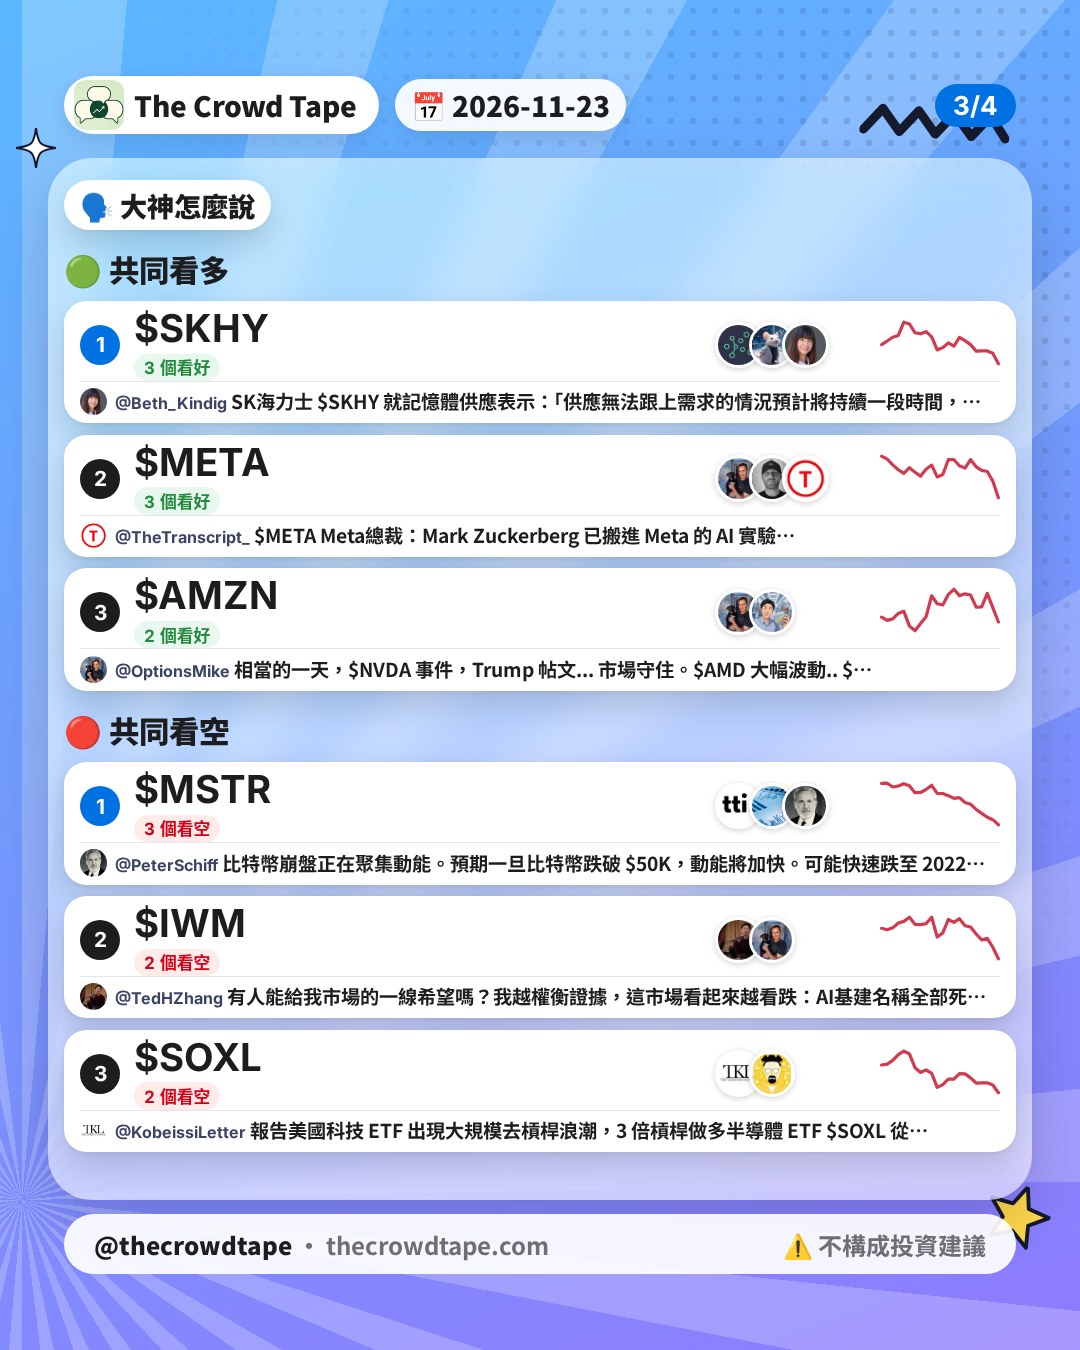 The Crowd Tape
July 17 2026-11-23
3/4
大神怎麼說
共同看多
1 $SKHY
3 個看好
@Beth_Kindig SK海力士 $SKHY 就記憶體供應表示：「供應無法跟上需求的情況預計將持續一段時間，…
2 $META
3 個看好
T
T @TheTranscript_ $META Meta總裁：Mark Zuckerberg 已搬進 Meta 的 AI 實驗…
3 $AMZN
2 個看好
@OptionsMike 相當的一天，$NVDA 事件，Trump 帖文... 市場守住。$AMD 大幅波動.. $…
共同看空
1 $MSTR
3 個看空
tti
@PeterSchiff 比特幣崩盤正在聚集動能。預期一旦比特幣跌破 $50K，動能將加快。可能快速跌至 2022…
2 $IWM
2 個看空
@TedHZhang 有人能給我市場的一線希望嗎？我越權衡證據，這市場看起來越看跌：AI基建名稱全部死…
3 $SOXL
2 個看空
TKL
TKL @KobeissiLetter 報告美國科技 ETF 出現大規模去槓桿浪潮，3 倍槓桿做多半導體 ETF $SOXL 從…
@thecrowdtape • thecrowdtape.com
不構成投資建議